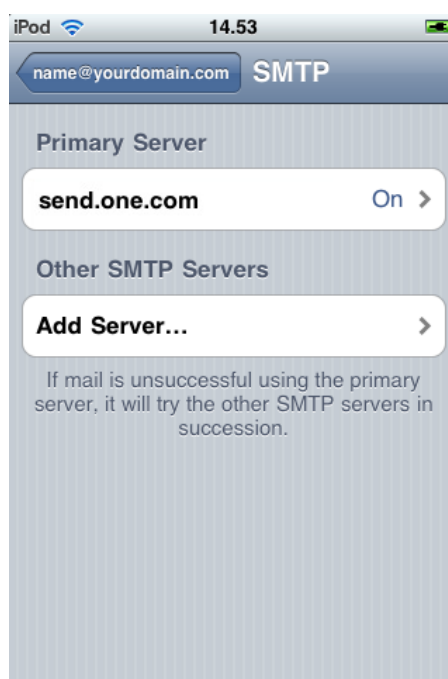 iPod 14.53
name@yourdomain.com SMTP
Primary Server
send.one.com On
Other SMTP Servers
Add Server...
If mail is unsuccessful using the primary
server, it will try the other SMTP servers in
succession.